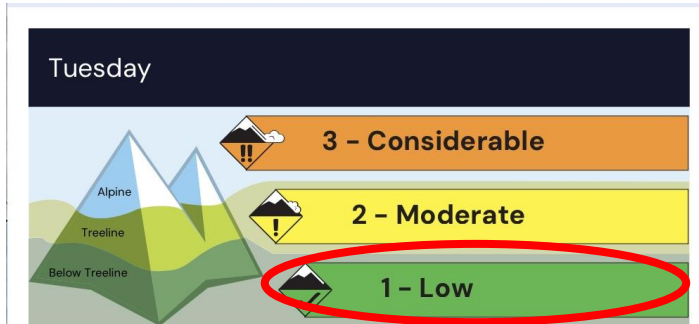 Tuesday
3 – Considerable
Alpine
2 – Moderate
Treeline
Below Treeline
1 – Low